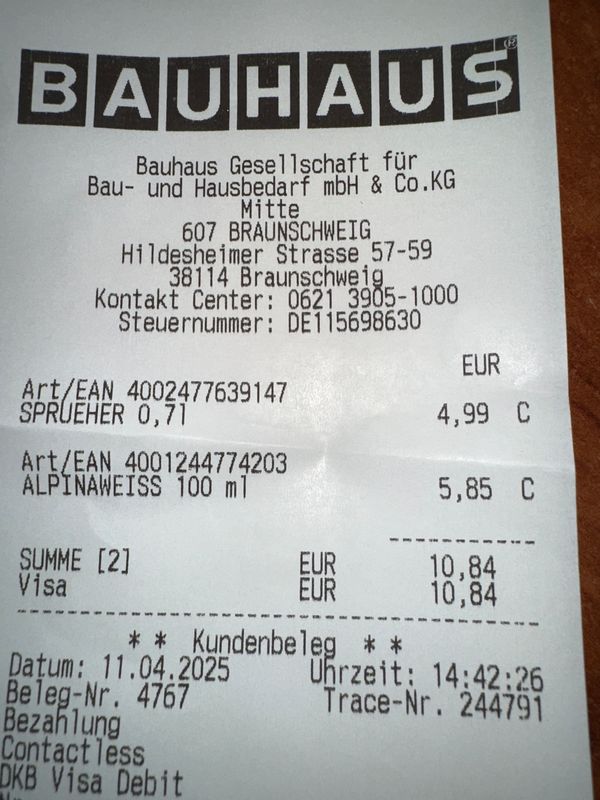 BAUHAUS®
Bauhaus Gesellschaft für
Bau- und Hausbedarf mbH & Co.KG
Mitte
607 BRAUNSCHWEIG
Hildesheimer Strasse 57-59
38114 Braunschweig
Kontakt Center: 0621 3905-1000
Steuernummer: DE115698630
EUR
Art/EAN 4002477639147
SPRUEHER 0,7l 4,99 C
Art/EAN 4001244774203
ALPINAWEISS 100 ml 5,85 C
SUMME [2] EUR 10,84
Visa EUR 10,84
* * Kundenbeleg * *
Datum: 11.04.2025 Uhrzeit: 14:42:26
Beleg-Nr. 4767 Trace-Nr. 244791
Bezahlung
Contactless
DKB Visa Debit